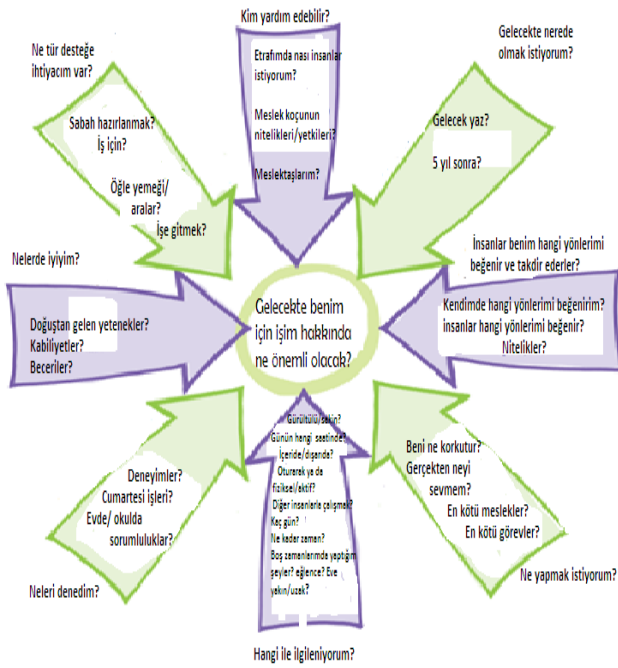 Kim yardım edebilir?
Etrafımda nası insanlar
istiyorum?
Meslek koçunun
nitelikleri/yetkileri?
Meslektaşlarım?
Gelecekte nerede
olmak istiyorum?
Gelecek yaz?
5 yıl sonra?
Ne tür desteğe
ihtiyacım var?
Sabah hazırlanmak?
İş için?
Öğle yemeği/
aralar?
İşe gitmek?
Nelerde iyiyim?
Doğuştan gelen yetenekler?
Kabiliyetler?
Beceriler?
Gelecekte benim
için işim hakkında
ne önemli olacak?
İnsanlar benim hangi yönlerimi
beğenir ve takdir ederler?
Kendimde hangi yönlerimi beğenirim?
insanlar hangi yönlerimi beğenir?
Nitelikler?
Deneyimler?
Cumartesi işleri?
Evde/ okulda
sorumluluklar?
Neleri denedim?
Gürültülü/sakin?
Günün hangi saatinde?
İçeride/dışarıda?
Oturarak ya da
fiziksel/aktif?
Diğer insanlarla çalışmak?
Kaç gün?
Ne kadar zaman?
Boş zamanlarımda yaptığım
şeyler? eğlence? Eve
yakın/uzak?
Hangi ile ilgileniyorum?
Beni ne korkutur?
Gerçekten neyi
sevmem?
En kötü meslekler?
En kötü görevler?
Ne yapmak istiyorum?